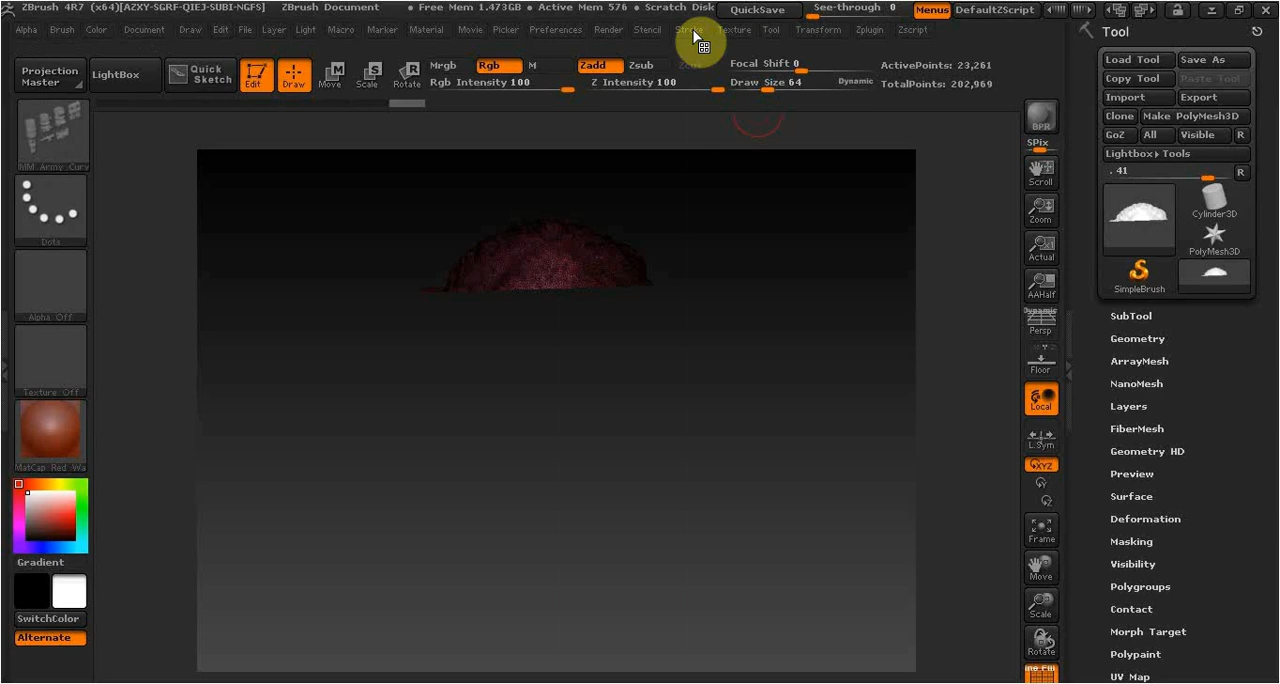 ZBrush 4R7 (x64)[AZXY-SGRF-QIEJ-SUBI-NGFS] ZBrush Document • Free Mem 1.473GB • Active Mem 576 • Scratch Disk QuickSave See-through 0 Menus DefaultZScript
Alpha Brush Color Document Draw Edit File Layer Light Macro Marker Material Movie Picker Preferences Render Stencil Stroke Texture Tool Transform Zplugin Zscript
Tool
Projection Master
LightBox
Quick Sketch
Edit
Draw
Move
Scale
Rotate
Mrgb Rgb M
Rgb Intensity 100
Zadd Zsub
Z Intensity 100
Focal Shift 0
Draw Size 64 Dynamic
ActivePoints: 23,261
TotalPoints: 202,969
Load Tool Save As
Copy Tool Paste Tool
Import Export
Clone Make PolyMesh3D
GoZ All Visible R
Lightbox▸Tools
. 41 R
Cylinder3D
PolyMesh3D
SimpleBrush
IMM Army Curv
Dots
Alpha Off
Texture Off
MatCap Red Wa
Gradient
SwitchColor
Alternate
BPR
SPix
Scroll
Zoom
Actual
AAHalf
Dynamic
Persp
Floor
Local
L.Sym
XYZ
Y
Z
Frame
Move
Scale
Rotate
SubTool
Geometry
ArrayMesh
NanoMesh
Layers
FiberMesh
Geometry HD
Preview
Surface
Deformation
Masking
Visibility
Polygroups
Contact
Morph Target
Polypaint
UV Map